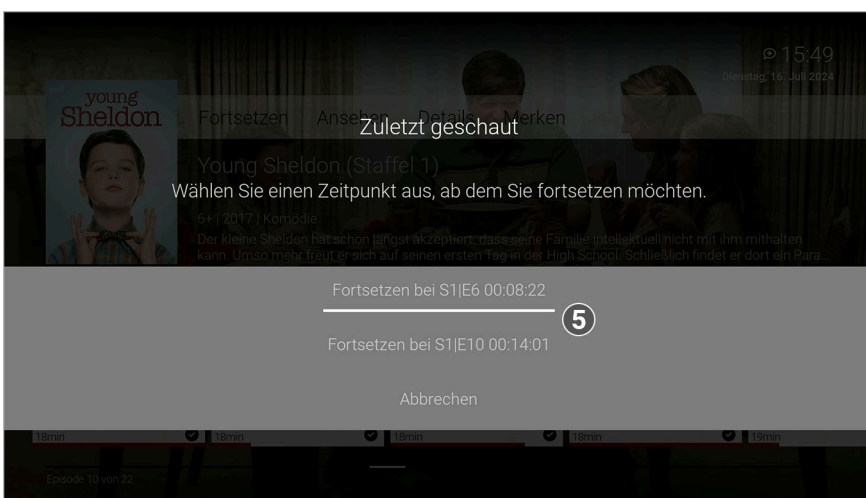 15:49
Dienstag, 16. Juli 2024
young
Sheldon
Fortsetzen Ansehen Details Merken
Zuletzt geschaut
Young Sheldon (Staffel 1)
Wählen Sie einen Zeitpunkt aus, ab dem Sie fortsetzen möchten.
6+ | 2017 | Komödie
Der kleine Sheldon hat schon längst akzeptiert, dass seine Familie intellektuell nicht mit ihm mithalten
kann. Umso mehr freut er sich auf seinen ersten Tag in der High School. Schließlich findet er dort ein Para...
Fortsetzen bei S1|E6 00:08:22
5
Fortsetzen bei S1|E10 00:14:01
Abbrechen
18min 18min 18min 18min 19min
Episode 10 von 22